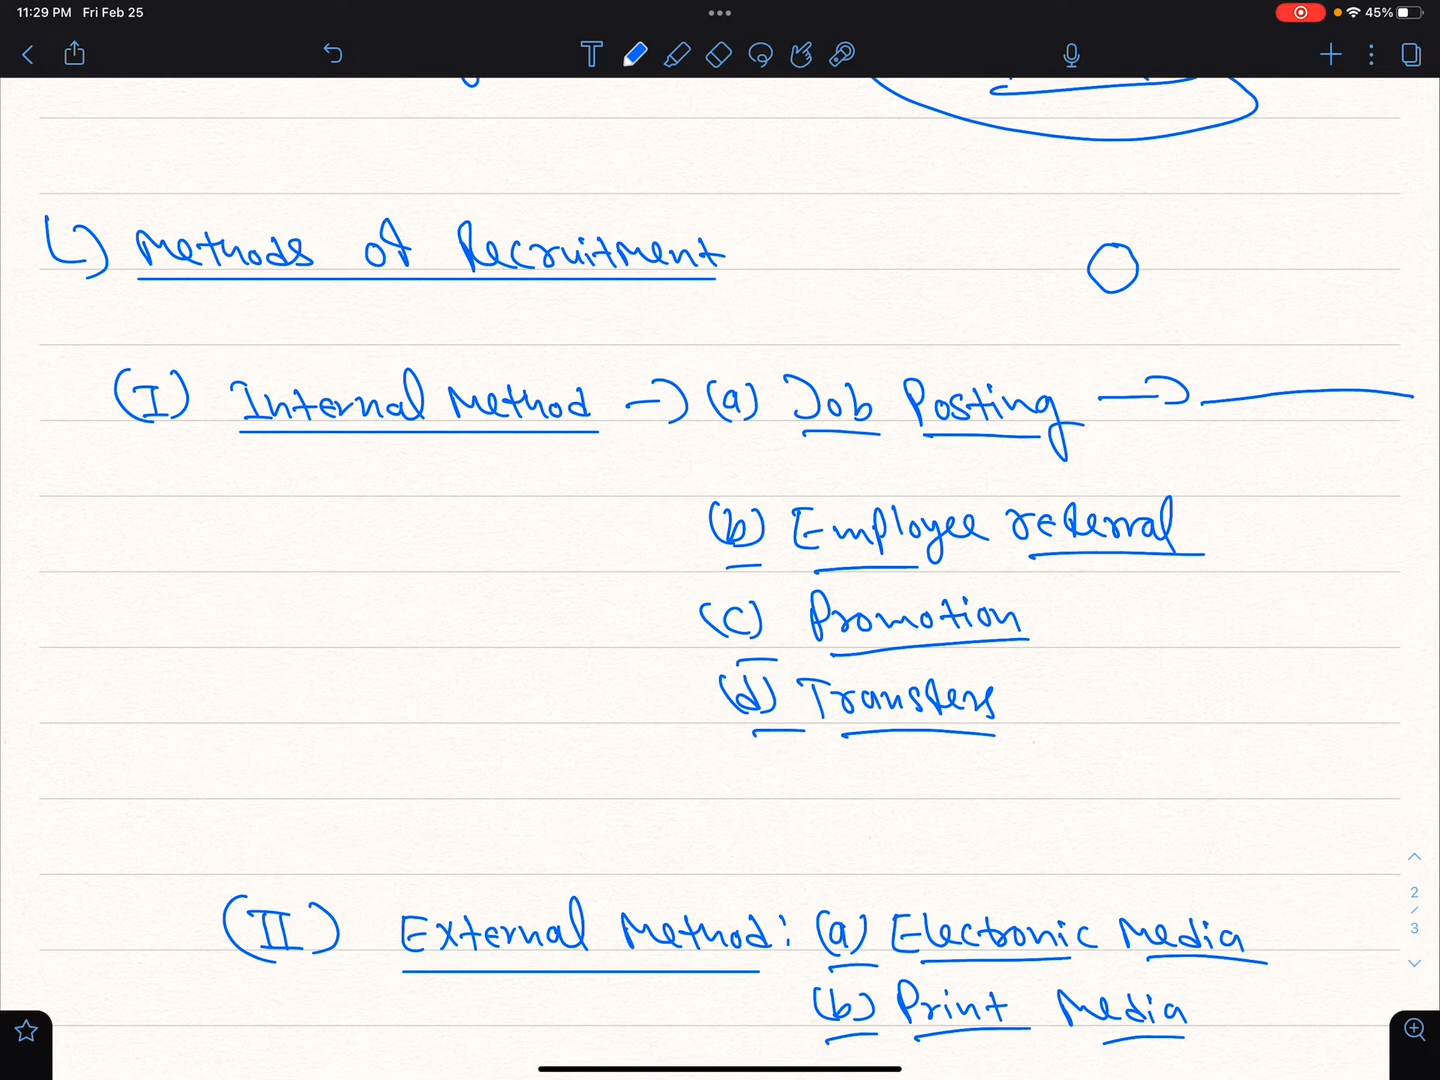 11:29 PM Fri Feb 25
45%
T
↳ Methods of Recruitment
(I) Internal Method → (a) Job Posting →
(b) Employee referral
(c) Promotion
(d) Transfers
2
/
3
(II) External Method: (a) Electronic Media
(b) Print Media